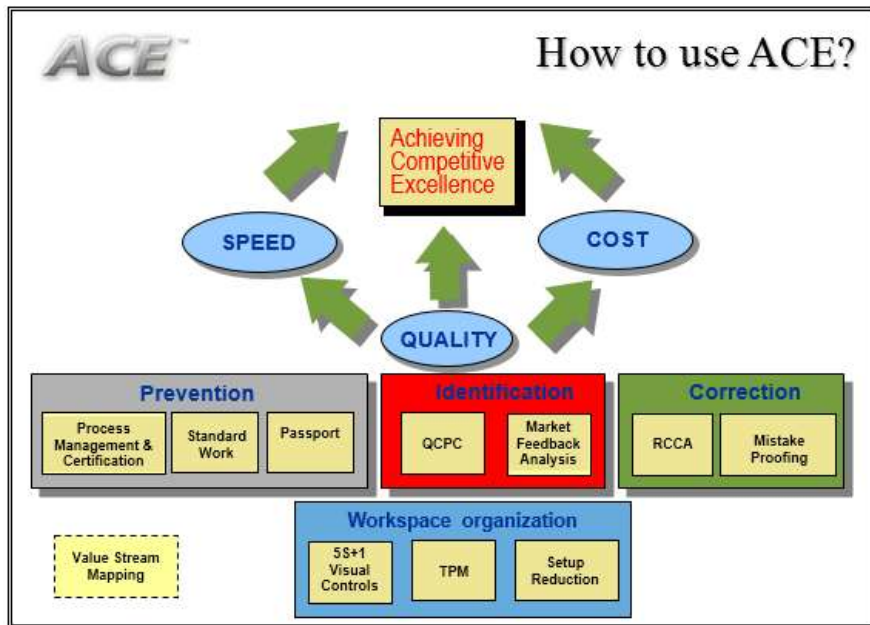 ACE™
How to use ACE?
Achieving
Competitive
Excellence
SPEED
COST
QUALITY
Prevention
Process
Management &
Certification
Standard
Work
Passport
Identification
QCPC
Market
Feedback
Analysis
Correction
RCCA
Mistake
Proofing
Workspace organization
5S+1
Visual
Controls
TPM
Setup
Reduction
Value Stream
Mapping